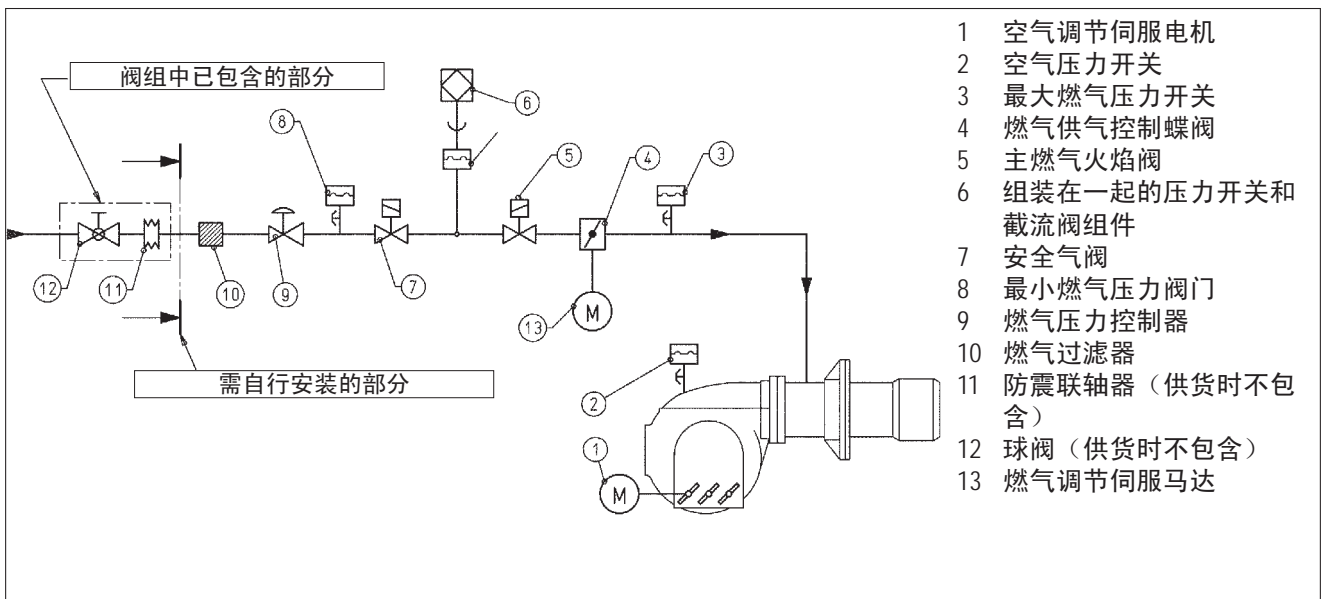 阀组中已包含的部分
6
8
5
4
3
12
11
10
9
7
13
M
需自行安装的部分
2
1
M
1 空气调节伺服电机
2 空气压力开关
3 最大燃气压力开关
4 燃气供气控制蝶阀
5 主燃气火焰阀
6 组装在一起的压力开关和
截流阀组件
7 安全气阀
8 最小燃气压力阀门
9 燃气压力控制器
10 燃气过滤器
11 防震联轴器（供货时不包
含）
12 球阀（供货时不包含）
13 燃气调节伺服马达